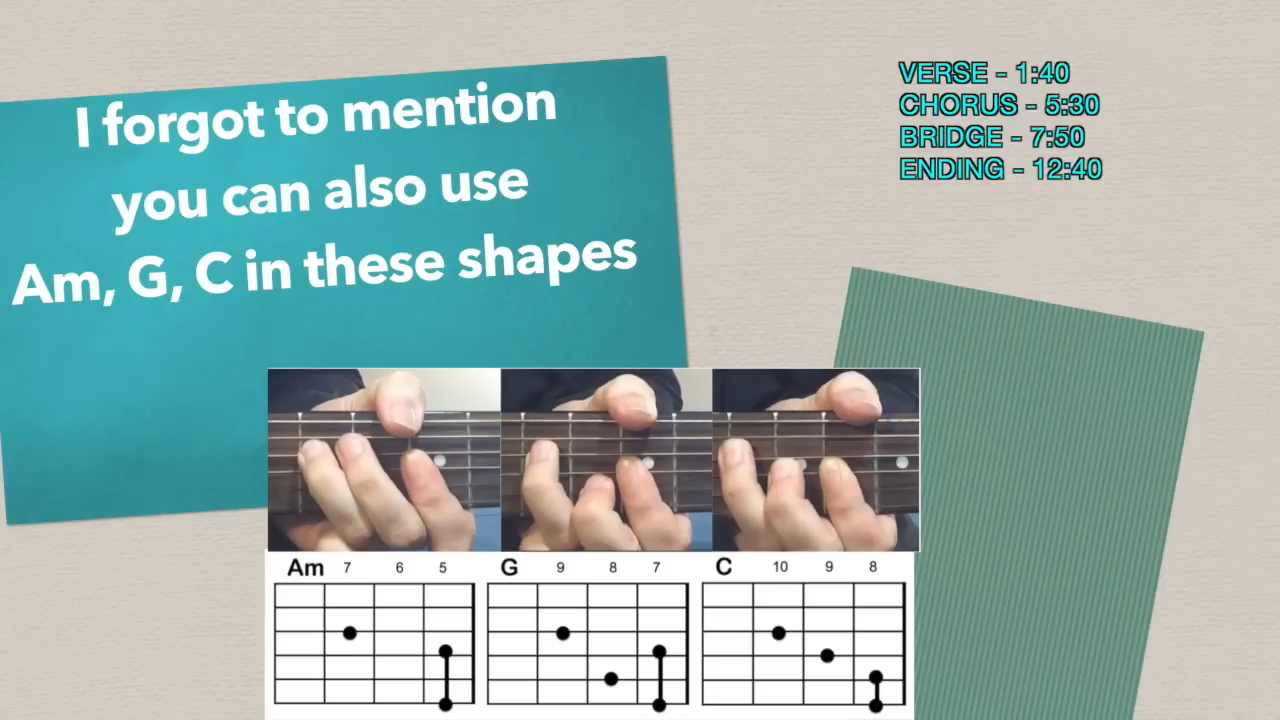 I forgot to mention
you can also use
Am, G, C in these shapes
VERSE - 1:40
CHORUS - 5:30
BRIDGE - 7:50
ENDING - 12:40
Am 7 6 5
G 9 8 7
C 10 9 8